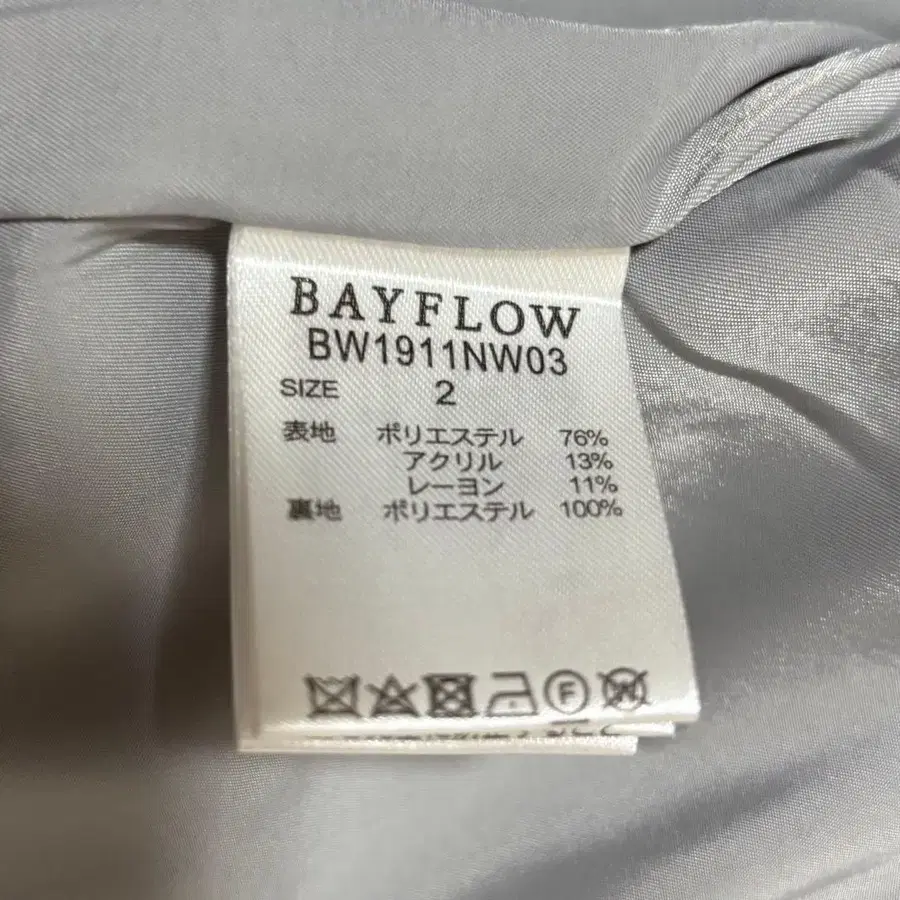 BAYFLOW
BW1911NW03
SIZE 2
表地 ポリエステル 76%
アクリル 13%
レーヨン 11%
裏地 ポリエステル 100%
F W